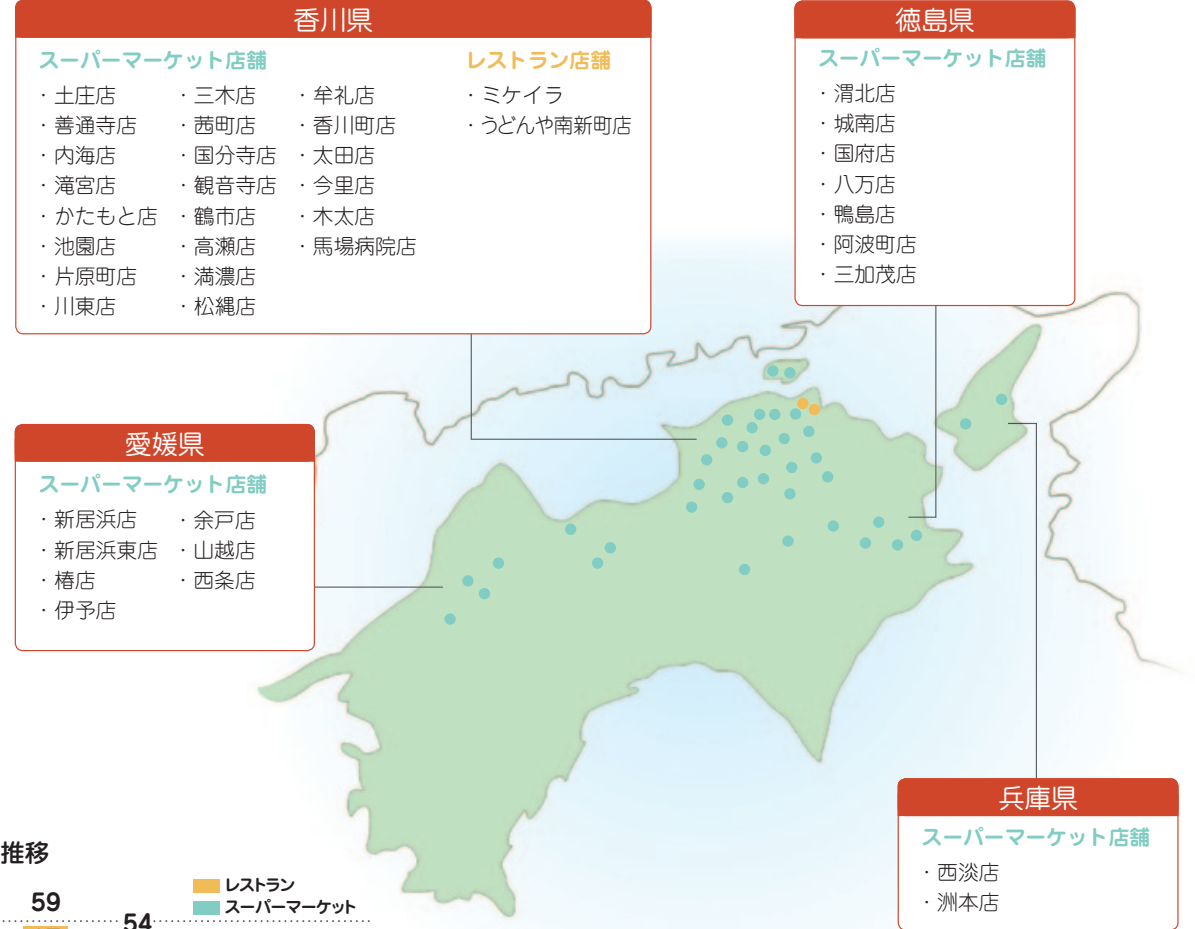 香川県
スーパーマーケット店舗
・土庄店
・善通寺店
・内海店
・滝宮店
・かたもと店
・池園店
・片原町店
・川東店
・三木店
・茜町店
・国分寺店
・観音寺店
・鶴市店
・高瀬店
・満濃店
・松縄店
・牟礼店
・香川町店
・太田店
・今里店
・木太店
・馬場病院店
レストラン店舗
・ミケイラ
・うどんや南新町店
徳島県
スーパーマーケット店舗
・渭北店
・城南店
・国府店
・八万店
・鴨島店
・阿波町店
・三加茂店
愛媛県
スーパーマーケット店舗
・新居浜店
・新居浜東店
・椿店
・伊予店
・余戸店
・山越店
・西条店
兵庫県
スーパーマーケット店舗
・西淡店
・洲本店
推移
レストラン
スーパーマーケット
59
54